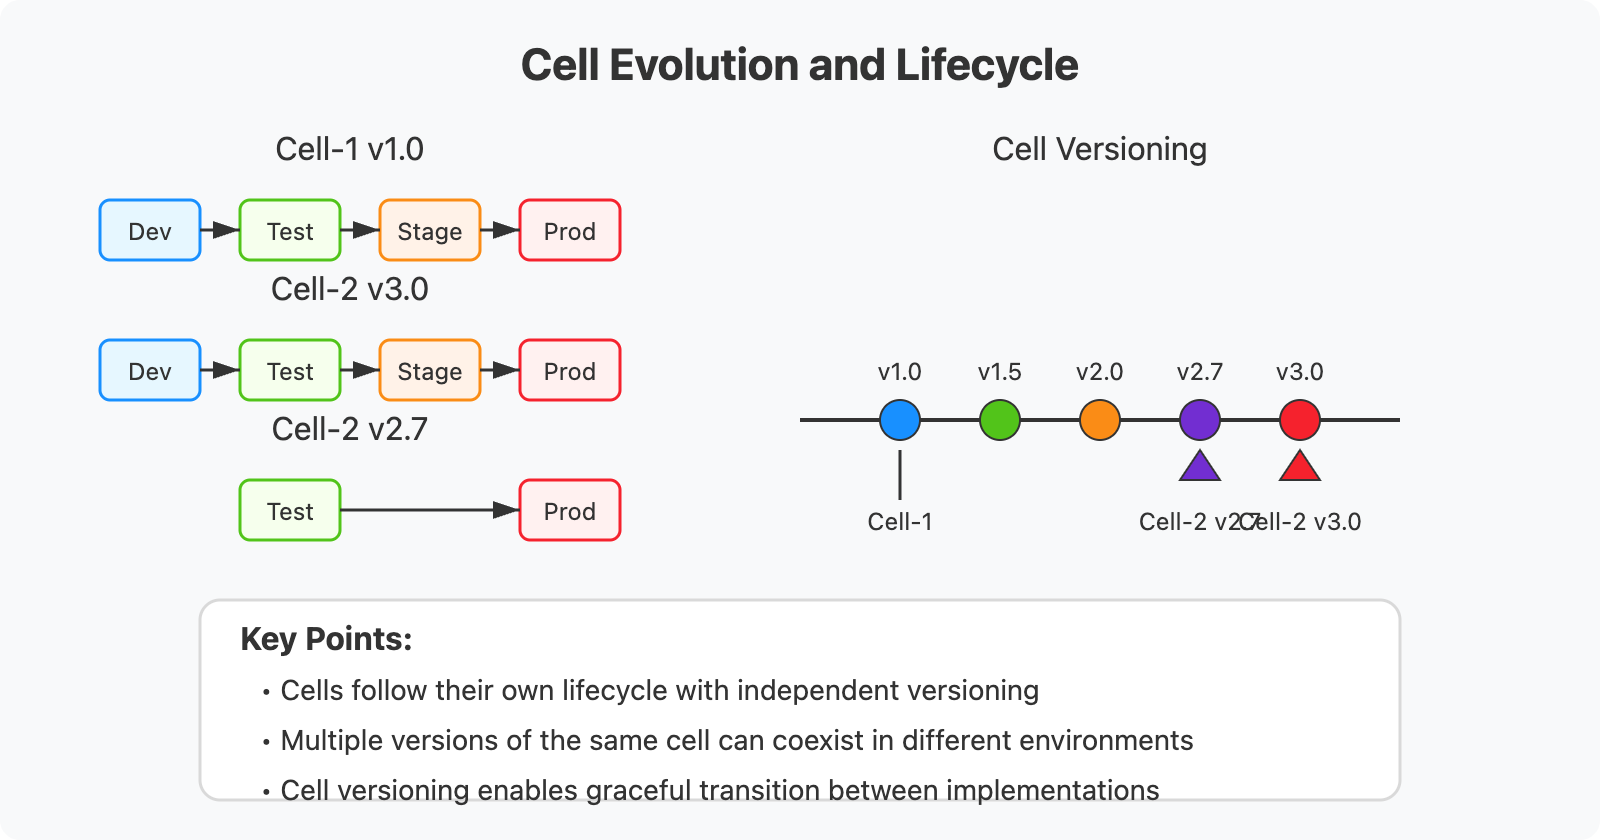 Cell Evolution and Lifecycle
Cell-1 v1.0
Dev
Test
Stage
Prod
Cell-2 v3.0
Dev
Test
Stage
Prod
Cell-2 v2.7
Test
Prod
Cell Versioning
v1.0
v1.5
v2.0
v2.7
v3.0
Cell-1
Cell-2 v2.7
Cell-2 v3.0
Key Points:
• Cells follow their own lifecycle with independent versioning
• Multiple versions of the same cell can coexist in different environments
• Cell versioning enables graceful transition between implementations